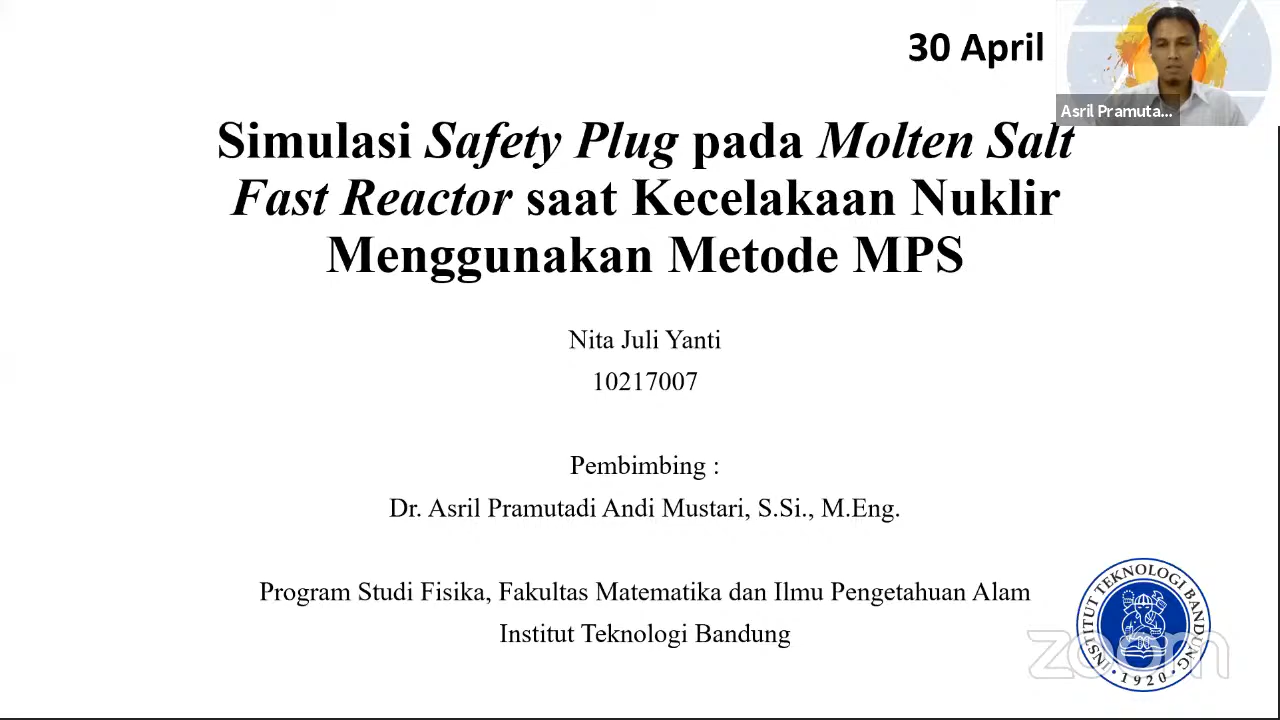 30 April
Asril Pramuta...
Simulasi Safety Plug pada Molten Salt
Fast Reactor saat Kecelakaan Nuklir
Menggunakan Metode MPS
Nita Juli Yanti
10217007
Pembimbing :
Dr. Asril Pramutadi Andi Mustari, S.Si., M.Eng.
Program Studi Fisika, Fakultas Matematika dan Ilmu Pengetahuan Alam
Institut Teknologi Bandung
INSTITUT TEKNOLOGI BANDUNG
1920
zoom